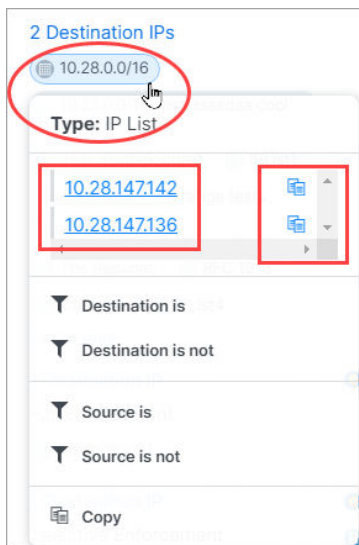 2 Destination IPs
10.28.0.0/16
Type: IP List
10.28.147.142
10.28.147.136
Destination is
Destination is not
Source is
Source is not
Copy